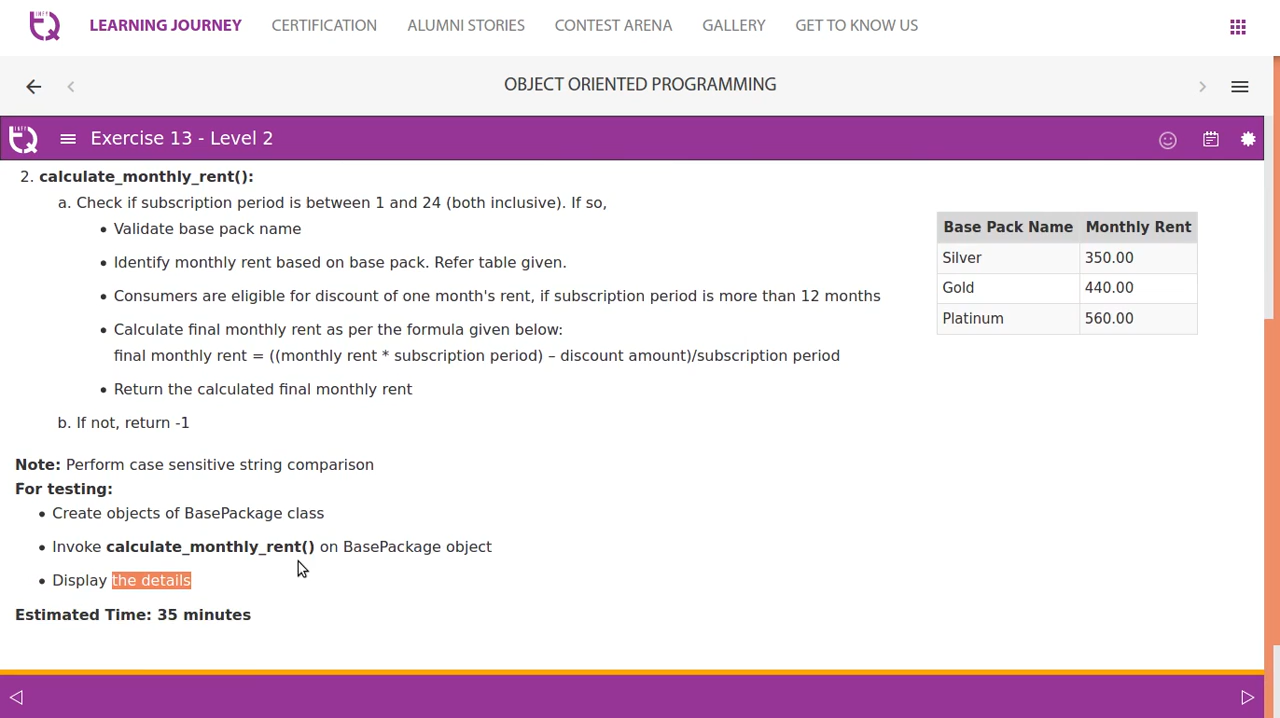 LEARNING JOURNEY CERTIFICATION ALUMNI STORIES CONTEST ARENA GALLERY GET TO KNOW US
OBJECT ORIENTED PROGRAMMING
Exercise 13 - Level 2
2. calculate_monthly_rent():
a. Check if subscription period is between 1 and 24 (both inclusive). If so,
• Validate base pack name
• Identify monthly rent based on base pack. Refer table given.
• Consumers are eligible for discount of one month's rent, if subscription period is more than 12 months
• Calculate final monthly rent as per the formula given below:
final monthly rent = ((monthly rent * subscription period) – discount amount)/subscription period
• Return the calculated final monthly rent
b. If not, return -1
Base Pack Name Monthly Rent
Silver 350.00
Gold 440.00
Platinum 560.00
Note: Perform case sensitive string comparison
For testing:
• Create objects of BasePackage class
• Invoke calculate_monthly_rent() on BasePackage object
• Display the details
Estimated Time: 35 minutes